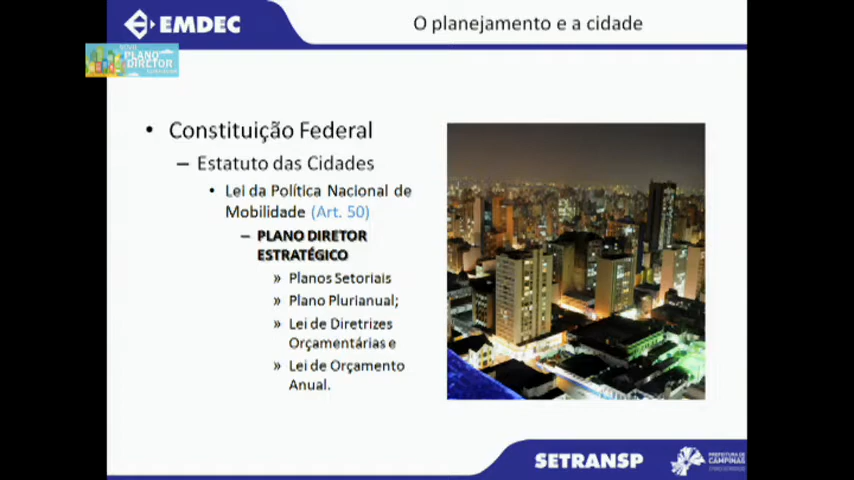 EMDEC
O planejamento e a cidade
NOVO
PLANO
DIRETOR
• Constituição Federal
– Estatuto das Cidades
• Lei da Política Nacional de
Mobilidade (Art. 50)
– PLANO DIRETOR
ESTRATÉGICO
» Planos Setoriais
» Plano Plurianual;
» Lei de Diretrizes
Orçamentárias e
» Lei de Orçamento
Anual.
SETRANSP
PREFEITURA DE
CAMPINAS